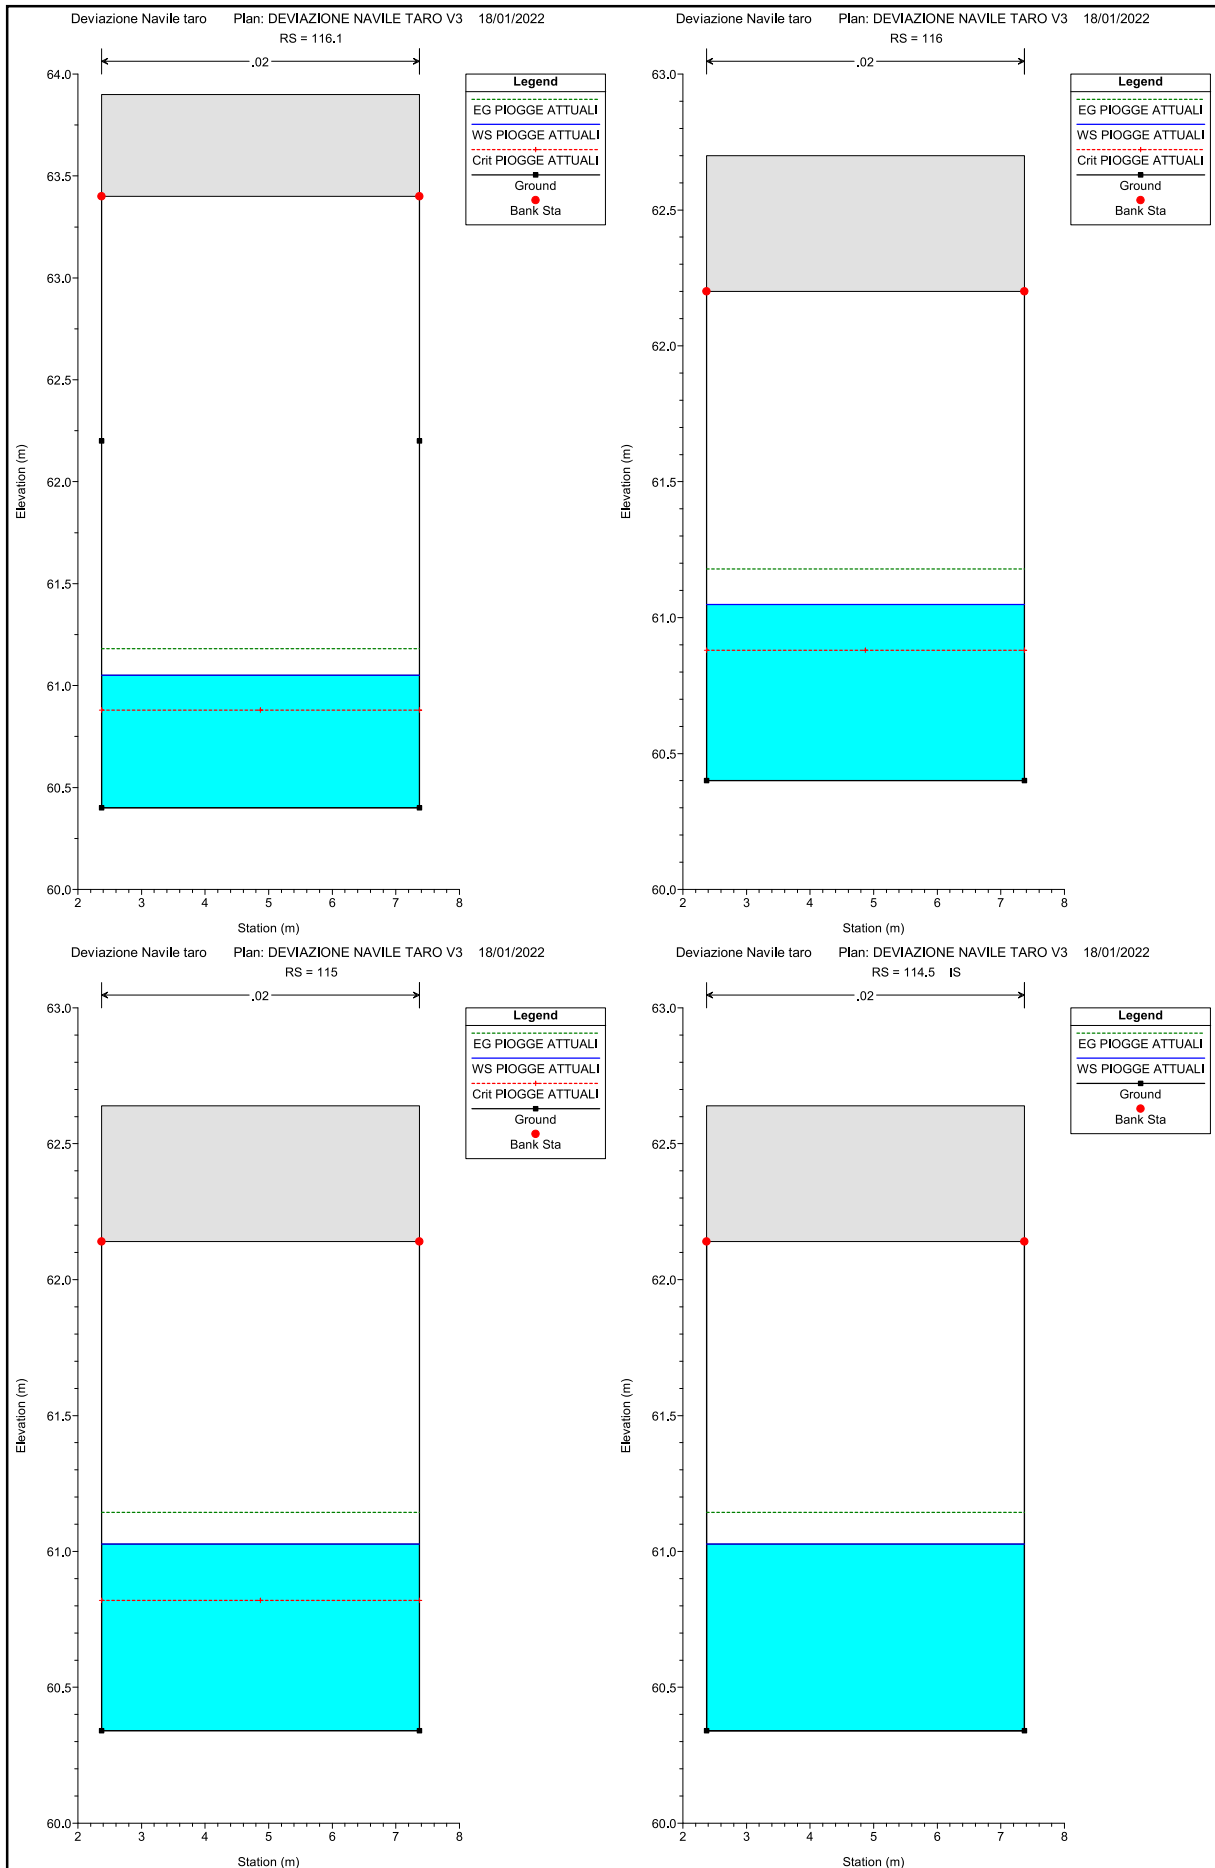 Deviazione Navile taro Plan: DEVIAZIONE NAVILE TARO V3 18/01/2022
RS = 116.1
.02
64.0
63.5
63.0
62.5
62.0
61.5
61.0
60.5
60.0
Elevation (m)
2 3 4 5 6 7 8
Station (m)
Legend
EG PIOGGE ATTUALI
WS PIOGGE ATTUALI
Crit PIOGGE ATTUALI
Ground
Bank Sta
Deviazione Navile taro Plan: DEVIAZIONE NAVILE TARO V3 18/01/2022
RS = 116
.02
63.0
62.5
62.0
61.5
61.0
60.5
60.0
Elevation (m)
2 3 4 5 6 7 8
Station (m)
Legend
EG PIOGGE ATTUALI
WS PIOGGE ATTUALI
Crit PIOGGE ATTUALI
Ground
Bank Sta
Deviazione Navile taro Plan: DEVIAZIONE NAVILE TARO V3 18/01/2022
RS = 115
.02
63.0
62.5
62.0
61.5
61.0
60.5
60.0
Elevation (m)
2 3 4 5 6 7 8
Station (m)
Legend
EG PIOGGE ATTUALI
WS PIOGGE ATTUALI
Crit PIOGGE ATTUALI
Ground
Bank Sta
Deviazione Navile taro Plan: DEVIAZIONE NAVILE TARO V3 18/01/2022
RS = 114.5 IS
.02
63.0
62.5
62.0
61.5
61.0
60.5
60.0
Elevation (m)
2 3 4 5 6 7 8
Station (m)
Legend
EG PIOGGE ATTUALI
WS PIOGGE ATTUALI
Ground
Bank Sta